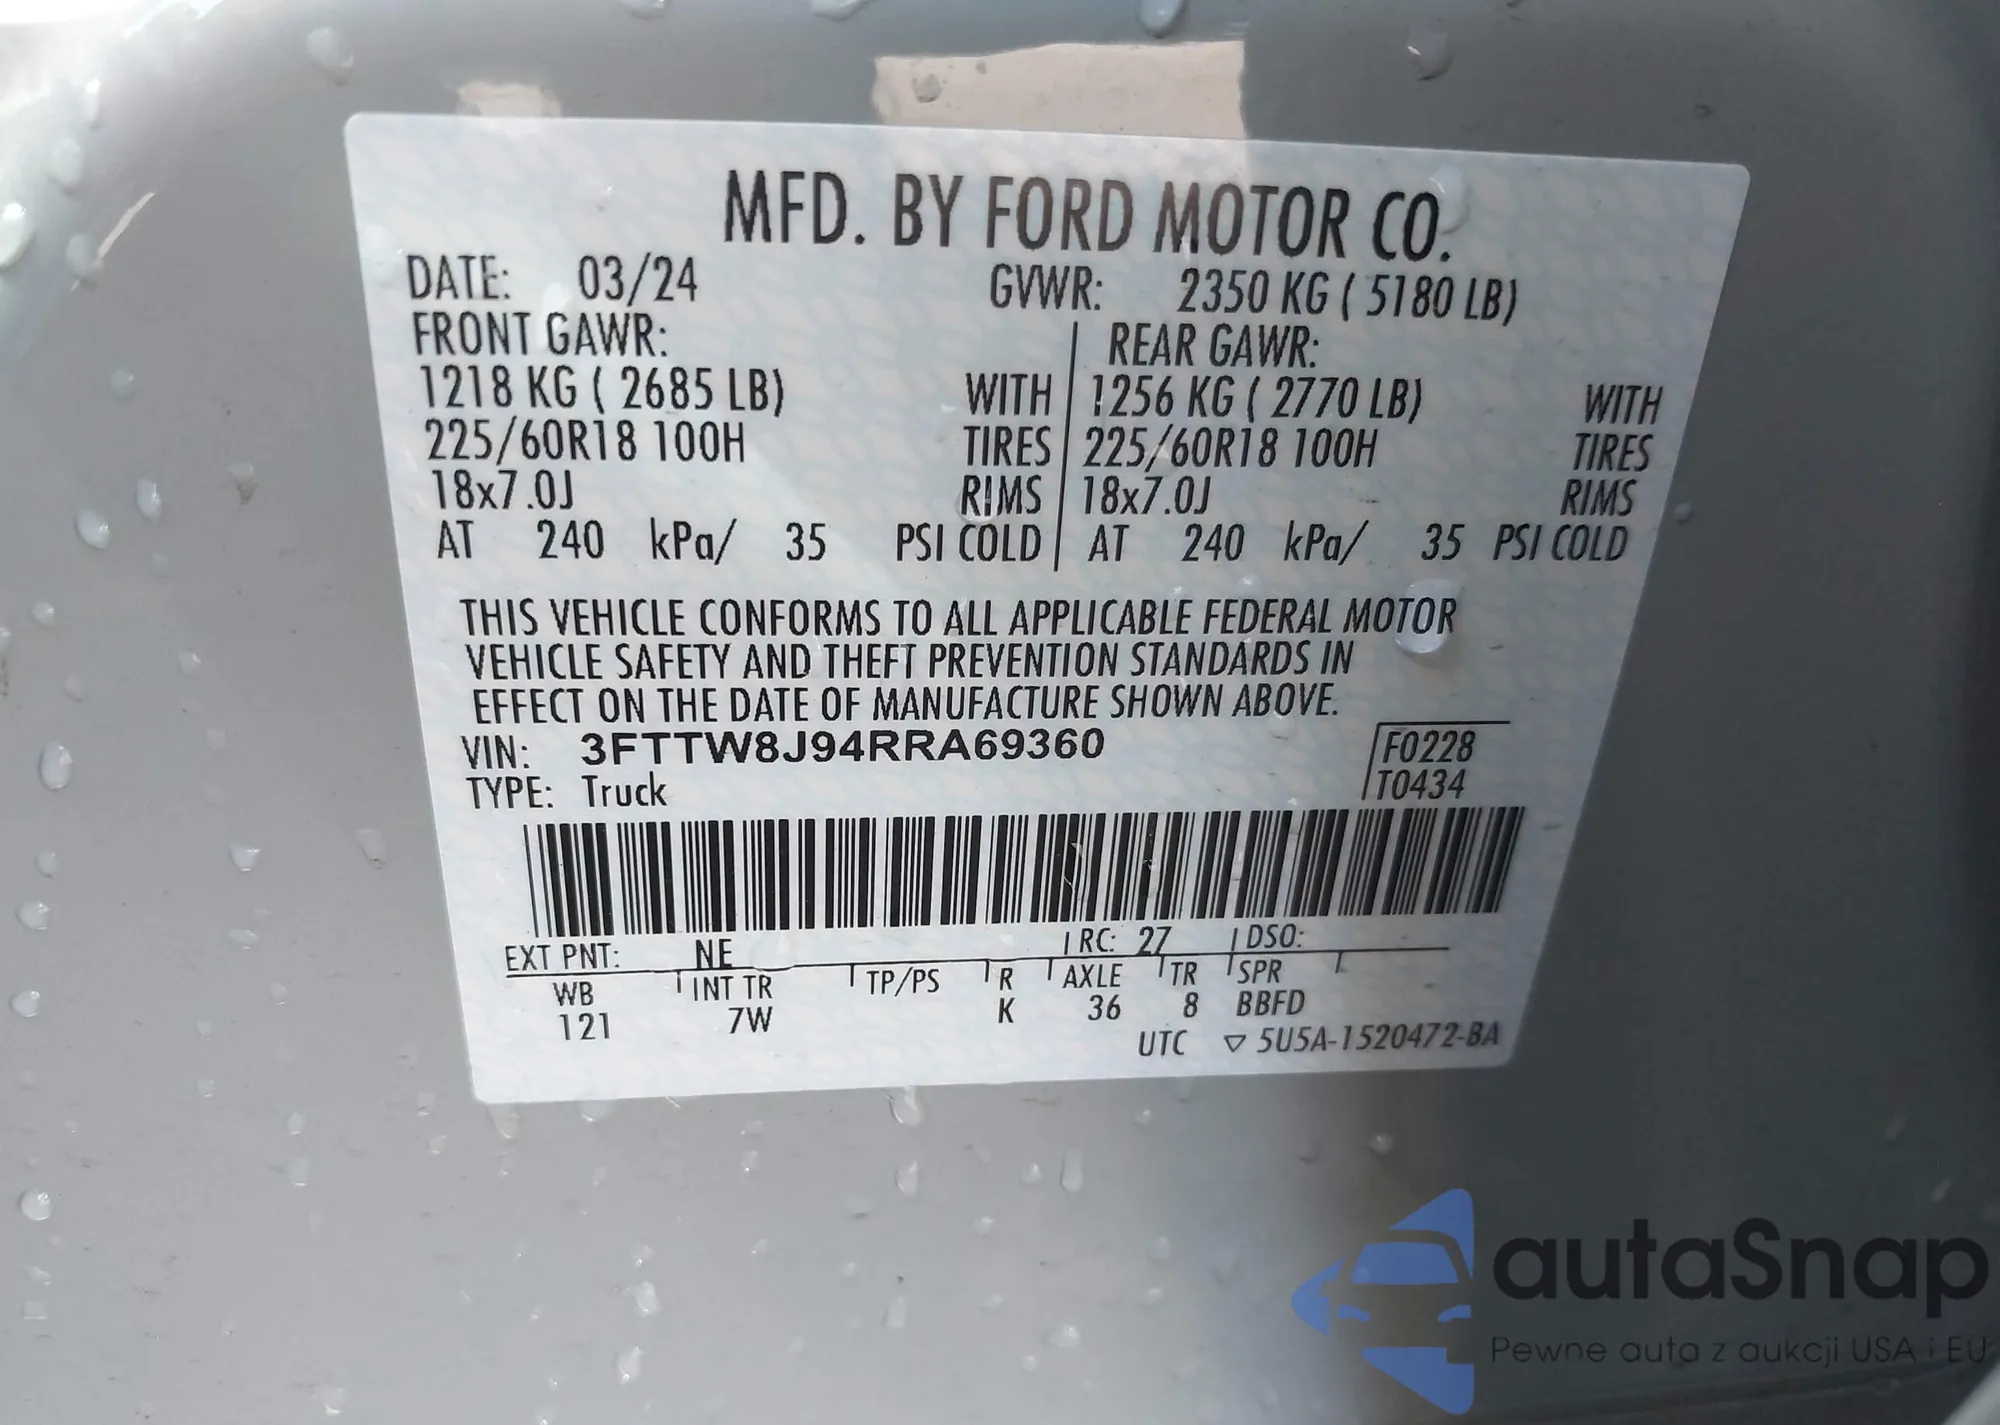 MFD. BY FORD MOTOR CO.
DATE: 03/24 GVWR: 2350 KG ( 5180 LB)
FRONT GAWR: REAR GAWR:
1218 KG ( 2685 LB) WITH 1256 KG ( 2770 LB) WITH
225/60R18 100H TIRES 225/60R18 100H TIRES
18x7.0J RIMS 18x7.0J RIMS
AT 240 kPa/ 35 PSI COLD AT 240 kPa/ 35 PSI COLD
THIS VEHICLE CONFORMS TO ALL APPLICABLE FEDERAL MOTOR
VEHICLE SAFETY AND THEFT PREVENTION STANDARDS IN
EFFECT ON THE DATE OF MANUFACTURE SHOWN ABOVE.
VIN: 3FTTW8J94RRA69360 F0228
TYPE: Truck T0434
EXT PNT: NE RC: 27 DSO:
WB INT TR TP/PS R AXLE TR SPR
121 7W K 36 8 BBFD
UTC ▽ 5U5A-1520472-BA
autaSnap
Pewne auta z aukcji USA i EU